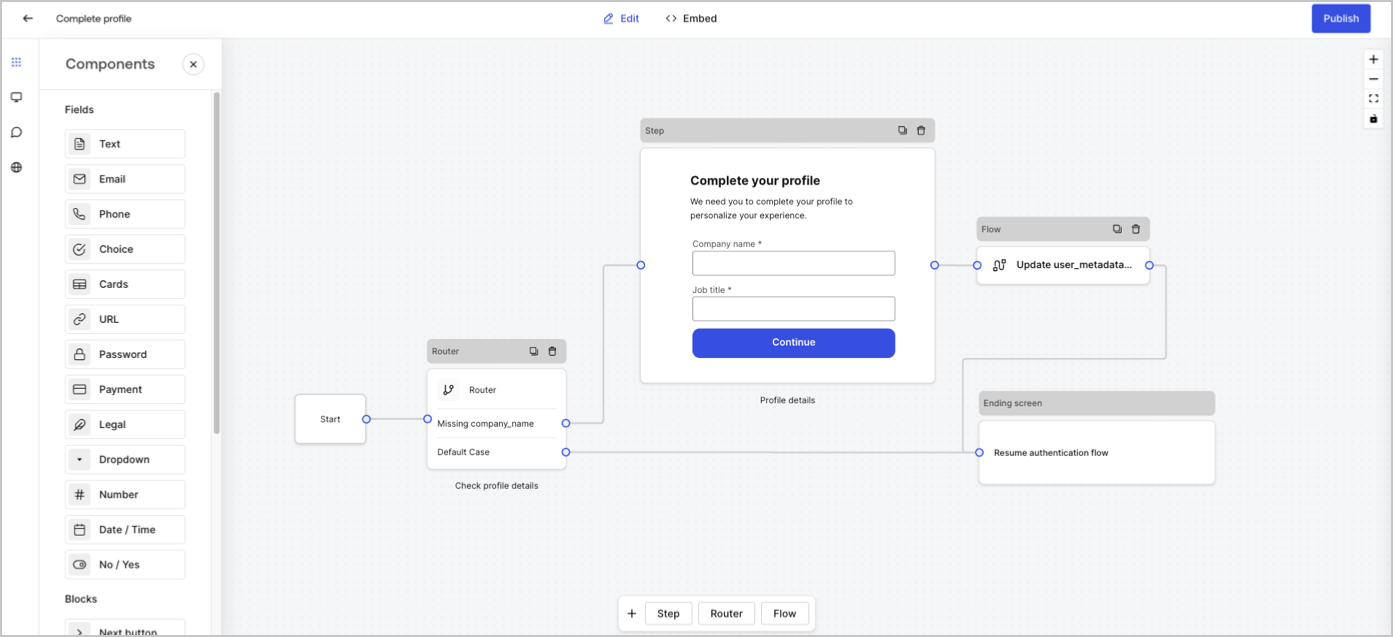 Complete profile
Edit
Embed
Publish
Components
Fields
Text
Email
Phone
Choice
Cards
URL
Password
Payment
Legal
Dropdown
Number
Date / Time
No / Yes
Blocks
Next button
Start
Router
Router
Missing company_name
Default Case
Check profile details
Step
Complete your profile
We need you to complete your profile to
personalize your experience.
Company name *
Job title *
Continue
Profile details
Flow
Update user_metadata...
Ending screen
Resume authentication flow
Step
Router
Flow